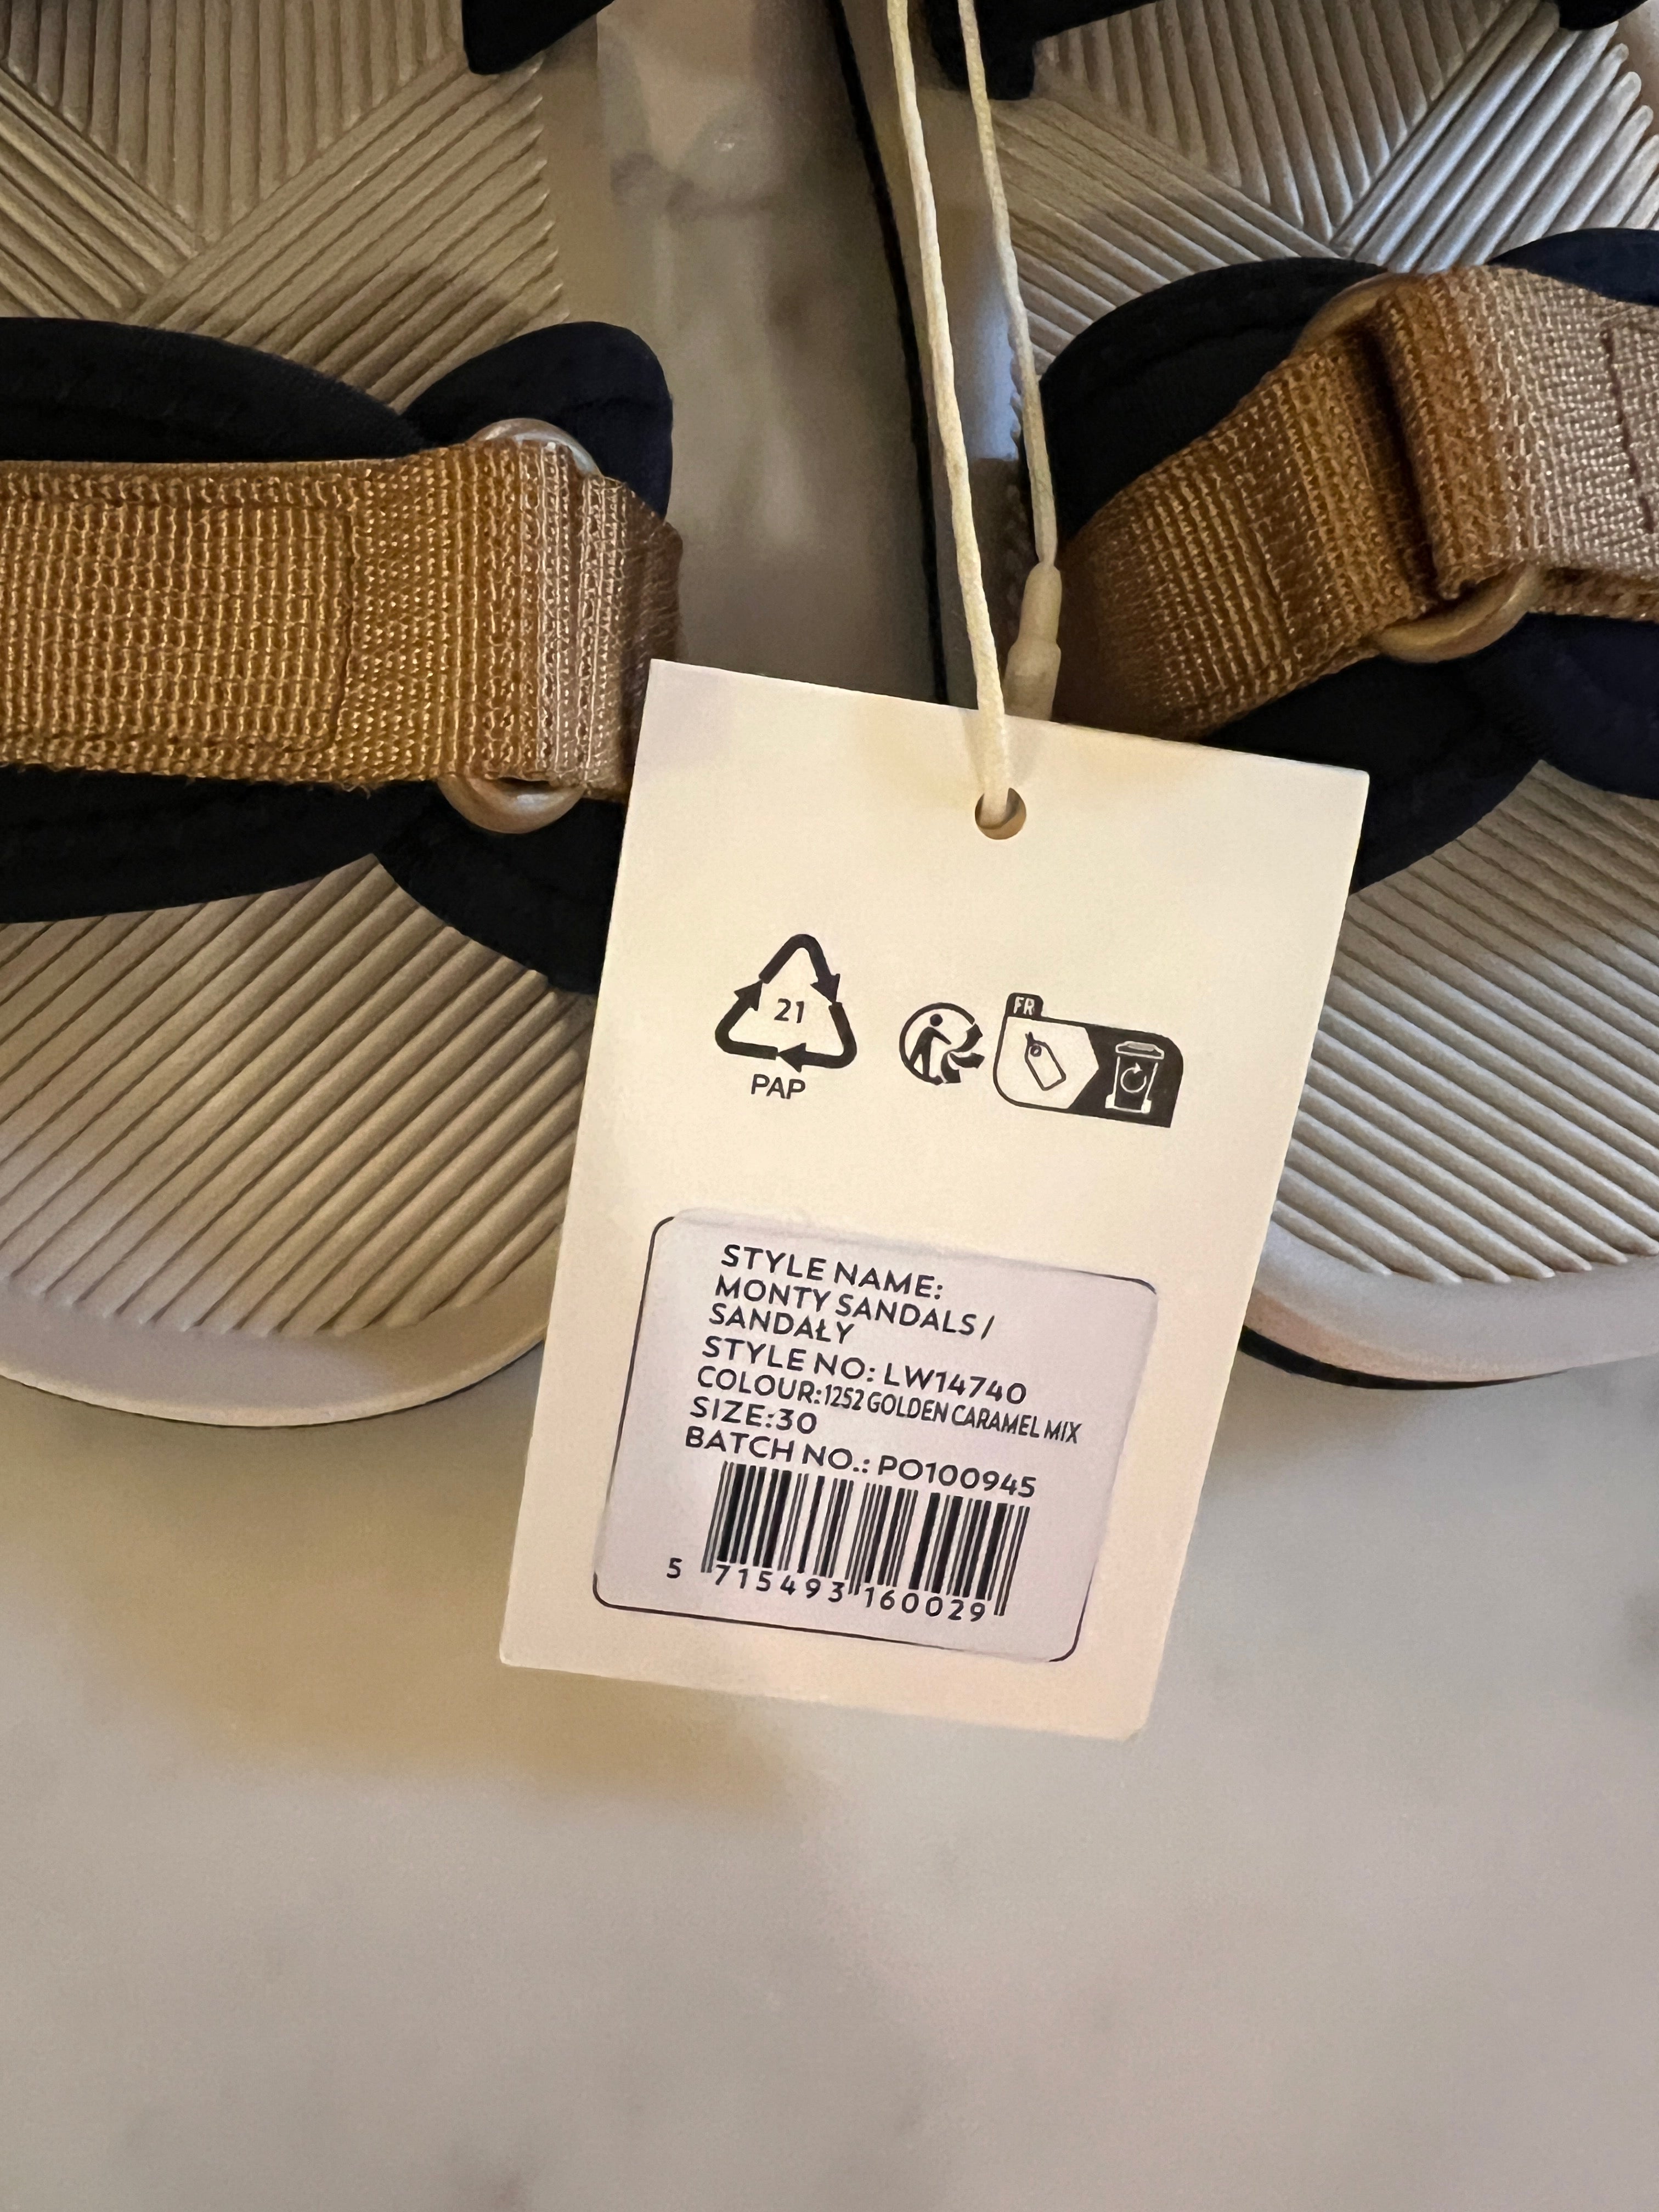 21
PAP
FR
STYLE NAME:
MONTY SANDALS /
SANDAŁY
STYLE NO: LW14740
COLOUR:1252 GOLDEN CARAMEL MIX
SIZE:30
BATCH NO.: PO100945
5 715493 160029